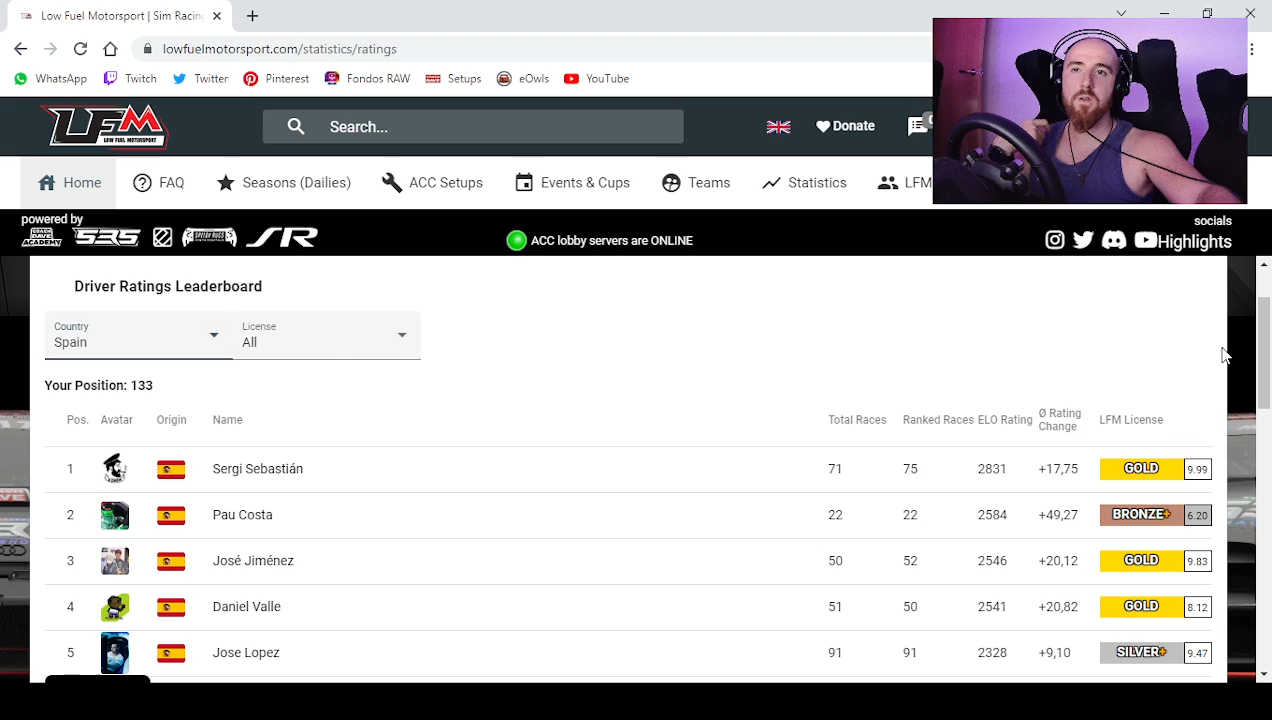 Low Fuel Motorsport | Sim Racin
lowfuelmotorsport.com/statistics/ratings
WhatsApp Twitch Twitter Pinterest Fondos RAW Setups eOwls YouTube
LFM
LOW FUEL MOTORSPORT
Search...
Donate
Home FAQ Seasons (Dailies) ACC Setups Events & Cups Teams Statistics LFM
powered by
COACH DAVE ACADEMY
ACC lobby servers are ONLINE
socials
Highlights
Driver Ratings Leaderboard
Country License
Spain All
Your Position: 133
Pos. Avatar Origin Name Total Races Ranked Races ELO Rating Ø Rating Change LFM License
1 Sergi Sebastián 71 75 2831 +17,75 GOLD 9.99
2 Pau Costa 22 22 2584 +49,27 BRONZE+ 6.20
3 José Jiménez 50 52 2546 +20,12 GOLD 9.83
4 Daniel Valle 51 50 2541 +20,82 GOLD 8.12
5 Jose Lopez 91 91 2328 +9,10 SILVER+ 9.47